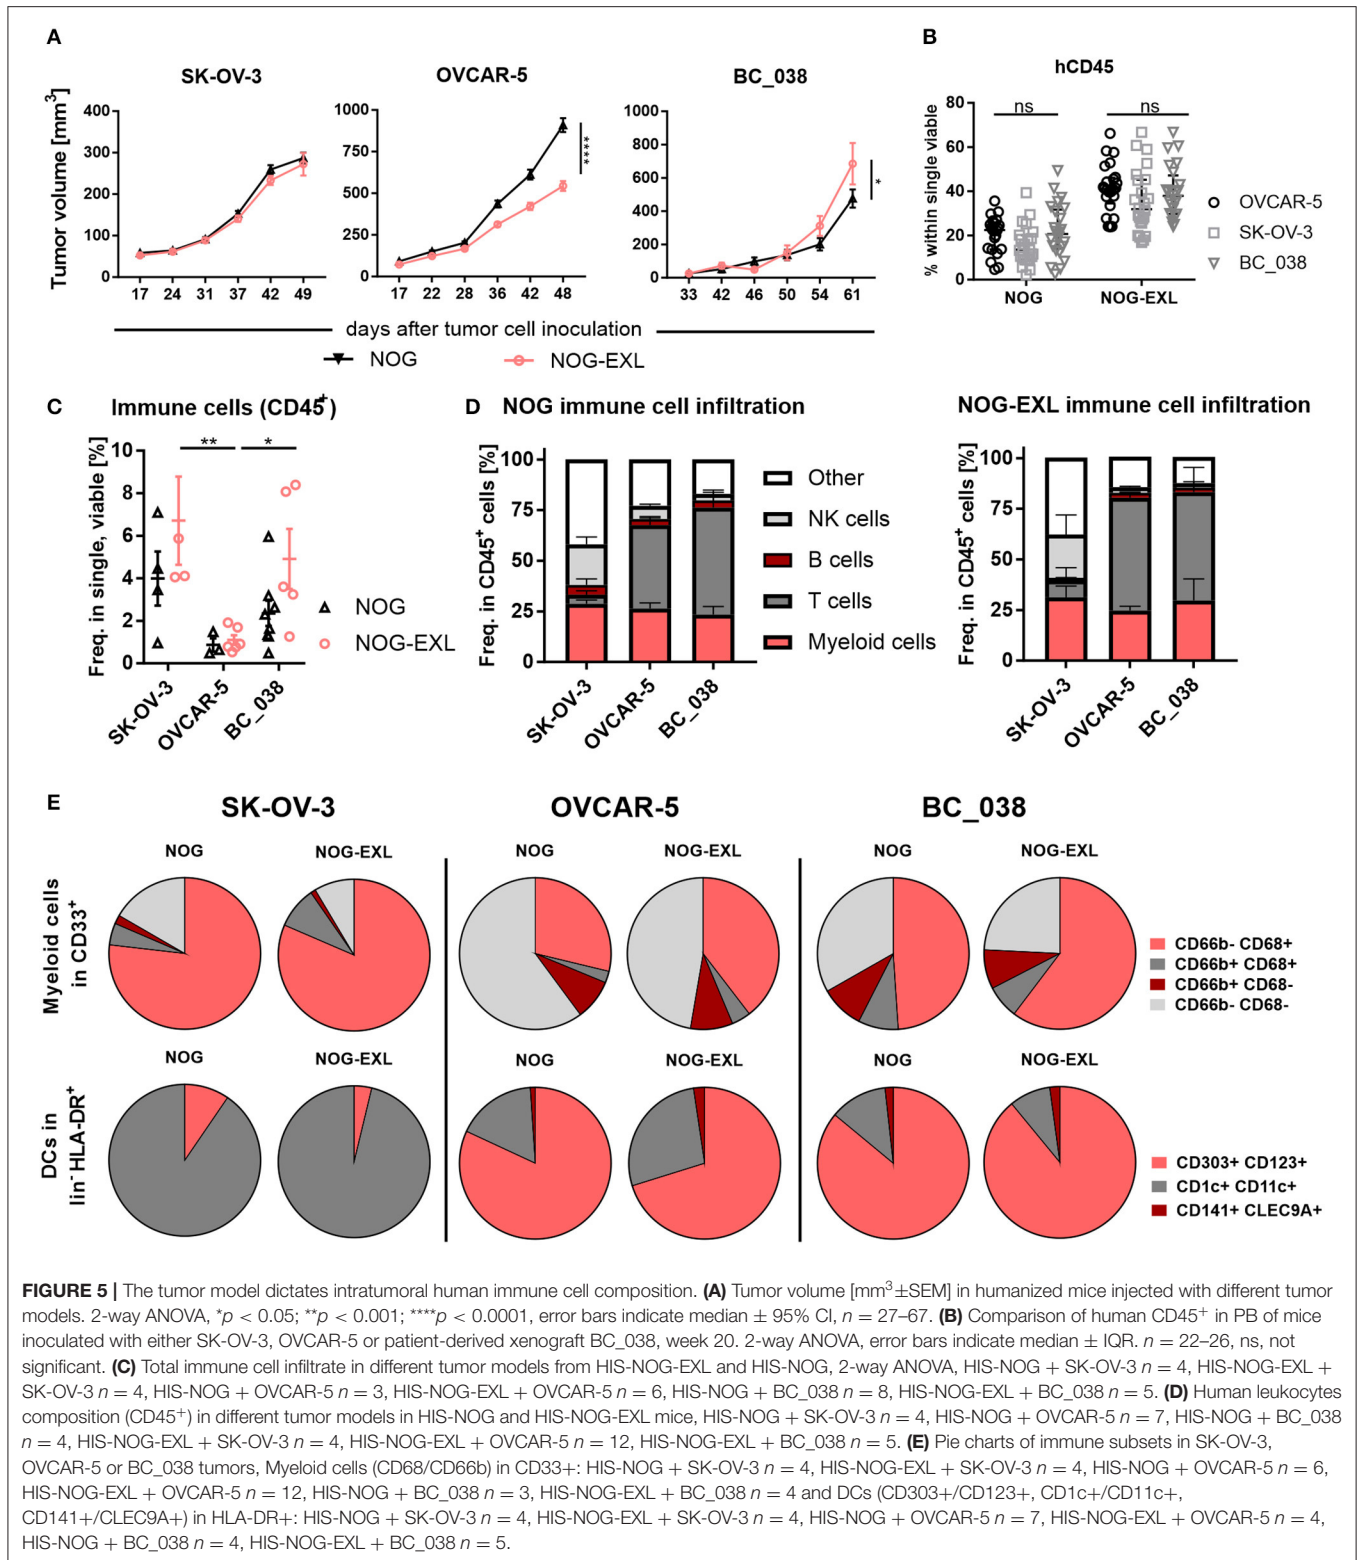 A
SK-OV-3
OVCAR-5
BC_038
Tumor volume [mm³]
400
300
200
100
0
17 24 31 37 42 49
1000
750
500
250
0
17 22 28 36 42 48
****
1000
800
600
400
200
0
33 42 46 50 54 61
*
days after tumor cell inoculation
NOG
NOG-EXL
B
hCD45
% within single viable
80
60
40
20
0
ns
ns
NOG
NOG-EXL
OVCAR-5
SK-OV-3
BC_038
C
Immune cells (CD45⁺)
Freq. in single, viable [%]
10
8
6
4
2
0
**
*
SK-OV-3
OVCAR-5
BC_038
NOG
NOG-EXL
D
NOG immune cell infiltration
Freq. in CD45⁺ cells [%]
100
75
50
25
0
SK-OV-3
OVCAR-5
BC_038
Other
NK cells
B cells
T cells
Myeloid cells
NOG-EXL immune cell infiltration
Freq. in CD45⁺ cells [%]
100
75
50
25
0
SK-OV-3
OVCAR-5
BC_038
E
SK-OV-3
OVCAR-5
BC_038
Myeloid cells
in CD33⁺
NOG
NOG-EXL
NOG
NOG-EXL
NOG
NOG-EXL
CD66b- CD68+
CD66b+ CD68+
CD66b+ CD68-
CD66b- CD68-
DCs in
lin⁻HLA-DR⁺
NOG
NOG-EXL
NOG
NOG-EXL
NOG
NOG-EXL
CD303+ CD123+
CD1c+ CD11c+
CD141+ CLEC9A+
FIGURE 5 | The tumor model dictates intratumoral human immune cell composition. (A) Tumor volume [mm³±SEM] in humanized mice injected with different tumor
models. 2-way ANOVA, *p < 0.05; **p < 0.001; ****p < 0.0001, error bars indicate median ± 95% CI, n = 27–67. (B) Comparison of human CD45⁺ in PB of mice
inoculated with either SK-OV-3, OVCAR-5 or patient-derived xenograft BC_038, week 20. 2-way ANOVA, error bars indicate median ± IQR. n = 22–26, ns, not
significant. (C) Total immune cell infiltrate in different tumor models from HIS-NOG-EXL and HIS-NOG, 2-way ANOVA, HIS-NOG + SK-OV-3 n = 4, HIS-NOG-EXL +
SK-OV-3 n = 4, HIS-NOG + OVCAR-5 n = 3, HIS-NOG-EXL + OVCAR-5 n = 6, HIS-NOG + BC_038 n = 8, HIS-NOG-EXL + BC_038 n = 5. (D) Human leukocytes
composition (CD45⁺) in different tumor models in HIS-NOG and HIS-NOG-EXL mice, HIS-NOG + SK-OV-3 n = 4, HIS-NOG + OVCAR-5 n = 7, HIS-NOG + BC_038
n = 4, HIS-NOG-EXL + SK-OV-3 n = 4, HIS-NOG-EXL + OVCAR-5 n = 12, HIS-NOG-EXL + BC_038 n = 5. (E) Pie charts of immune subsets in SK-OV-3,
OVCAR-5 or BC_038 tumors, Myeloid cells (CD68/CD66b) in CD33+: HIS-NOG + SK-OV-3 n = 4, HIS-NOG-EXL + SK-OV-3 n = 4, HIS-NOG + OVCAR-5 n = 6,
HIS-NOG-EXL + OVCAR-5 n = 12, HIS-NOG + BC_038 n = 3, HIS-NOG-EXL + BC_038 n = 4 and DCs (CD303+/CD123+, CD1c+/CD11c+,
CD141+/CLEC9A+) in HLA-DR+: HIS-NOG + SK-OV-3 n = 4, HIS-NOG-EXL + SK-OV-3 n = 4, HIS-NOG + OVCAR-5 n = 7, HIS-NOG-EXL + OVCAR-5 n = 4,
HIS-NOG + BC_038 n = 4, HIS-NOG-EXL + BC_038 n = 5.